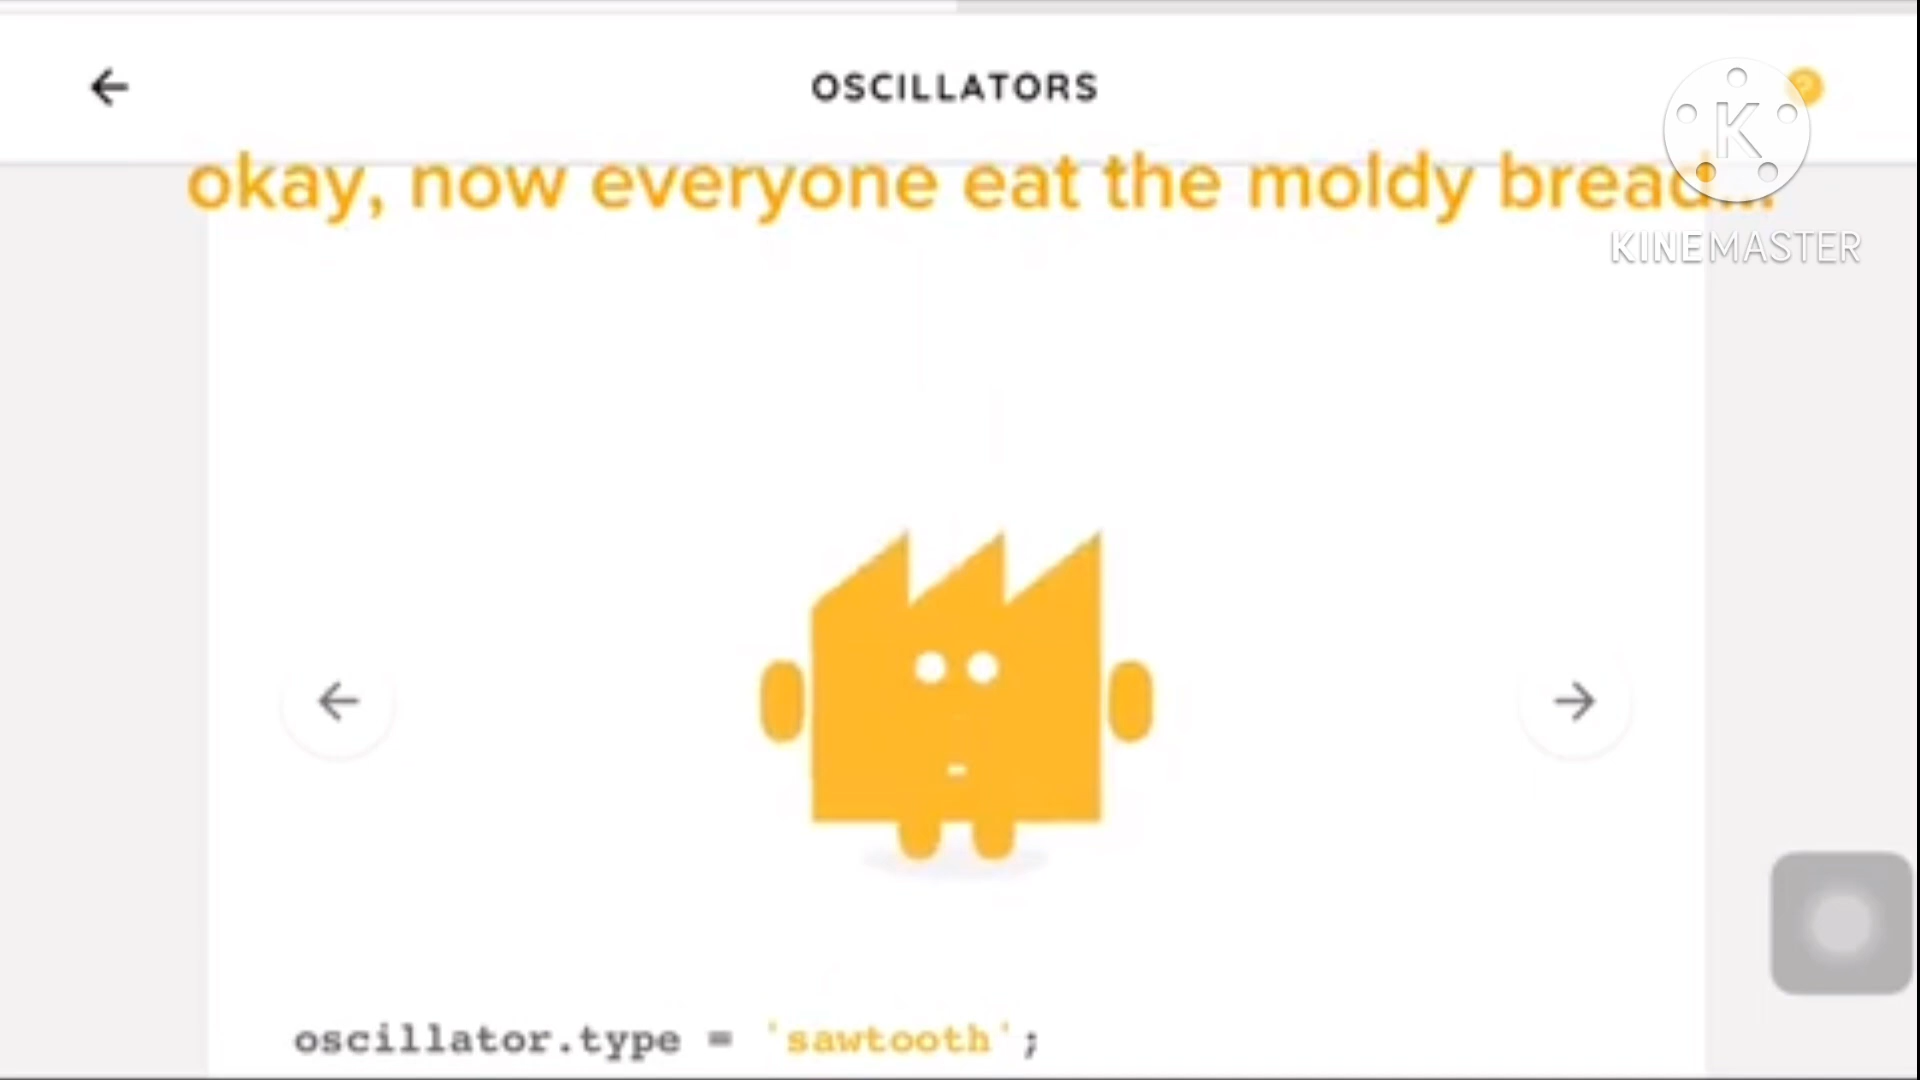 OSCILLATORS
okay, now everyone eat the moldy bread...
K
KINEMASTER
oscillator.type = 'sawtooth';